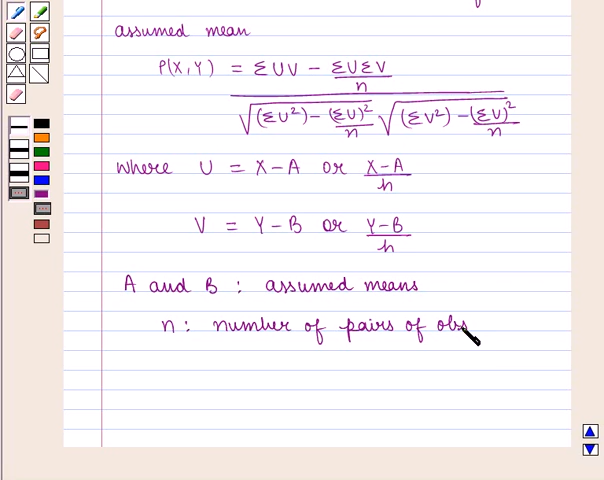 assumed mean
P(X,Y) = ΣUV - ΣUΣV/n
√((ΣU²) - (ΣU)²/n) √((ΣV²) - (ΣV)²/n)
where U = X-A or X-A/h
V = Y-B or Y-B/h
A and B : assumed means
n : number of pairs of obs